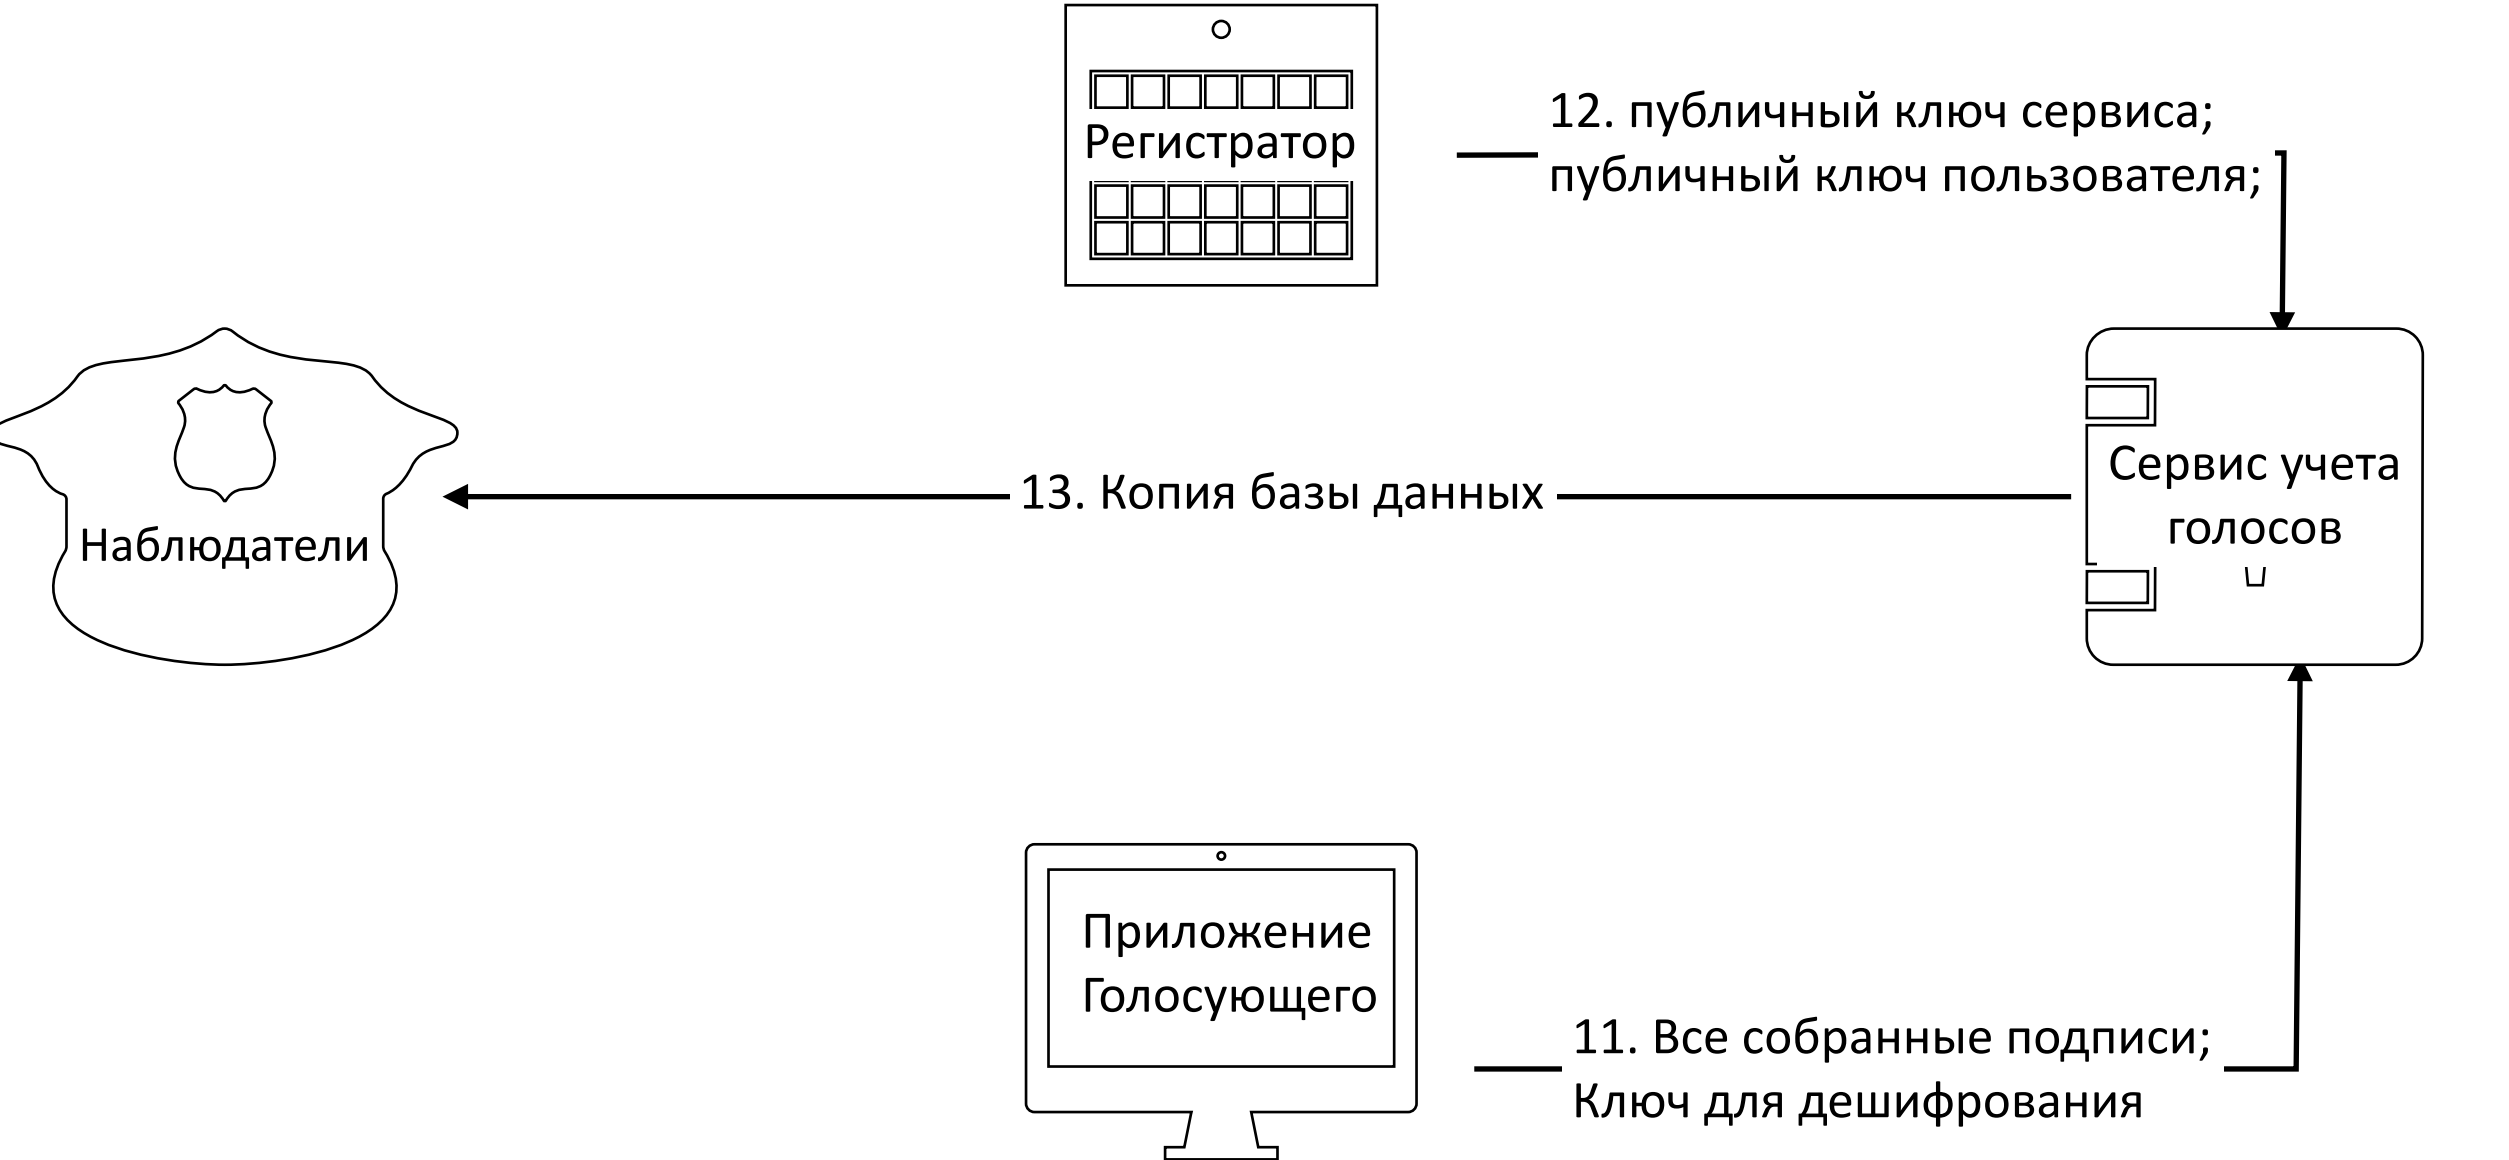 Регистратор
12. публичный ключ сервиса;
публичный ключ пользователя;
Сервис учета
голосов
13. Копия базы данных
Наблюдатели
Приложение
Голосующего
11. Все собранные подписи;
Ключ для дешифрования